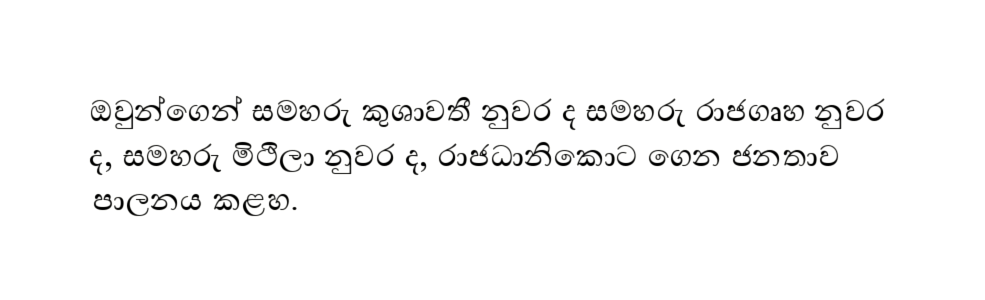 ඔවුන්ගෙන් සමහරු කුශාවතී නුවර ද සමහරු රාජගෘහ නුවර
ද, සමහරු මිථිලා නුවර ද, රාජධානිකොට ගෙන ජනතාව
පාලනය කළහ.